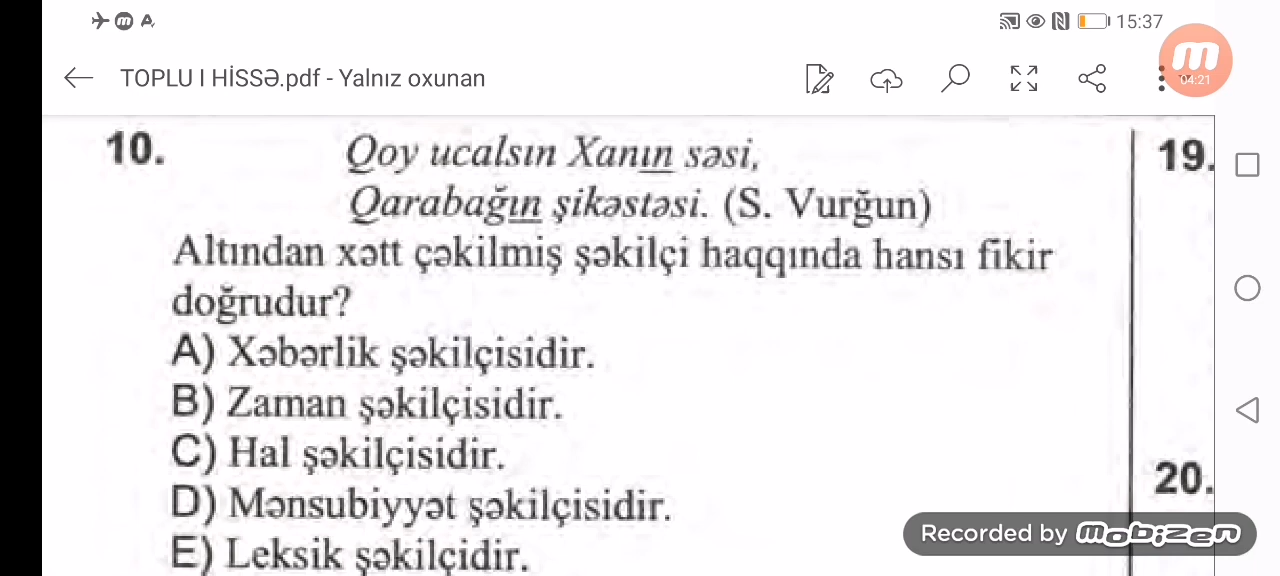 15:37
TOPLU I HİSSƏ.pdf - Yalnız oxunan
m
04:21
10. Qoy ucalsın Xanın səsi,
Qarabağın şikəstəsi. (S. Vurğun)
Altından xətt çəkilmiş şəkilçi haqqında hansı fikir
doğrudur?
A) Xəbərlik şəkilçisidir.
B) Zaman şəkilçisidir.
C) Hal şəkilçisidir.
D) Mənsubiyyət şəkilçisidir.
E) Leksik şəkilçidir.
19.
20.
Recorded by mobizen